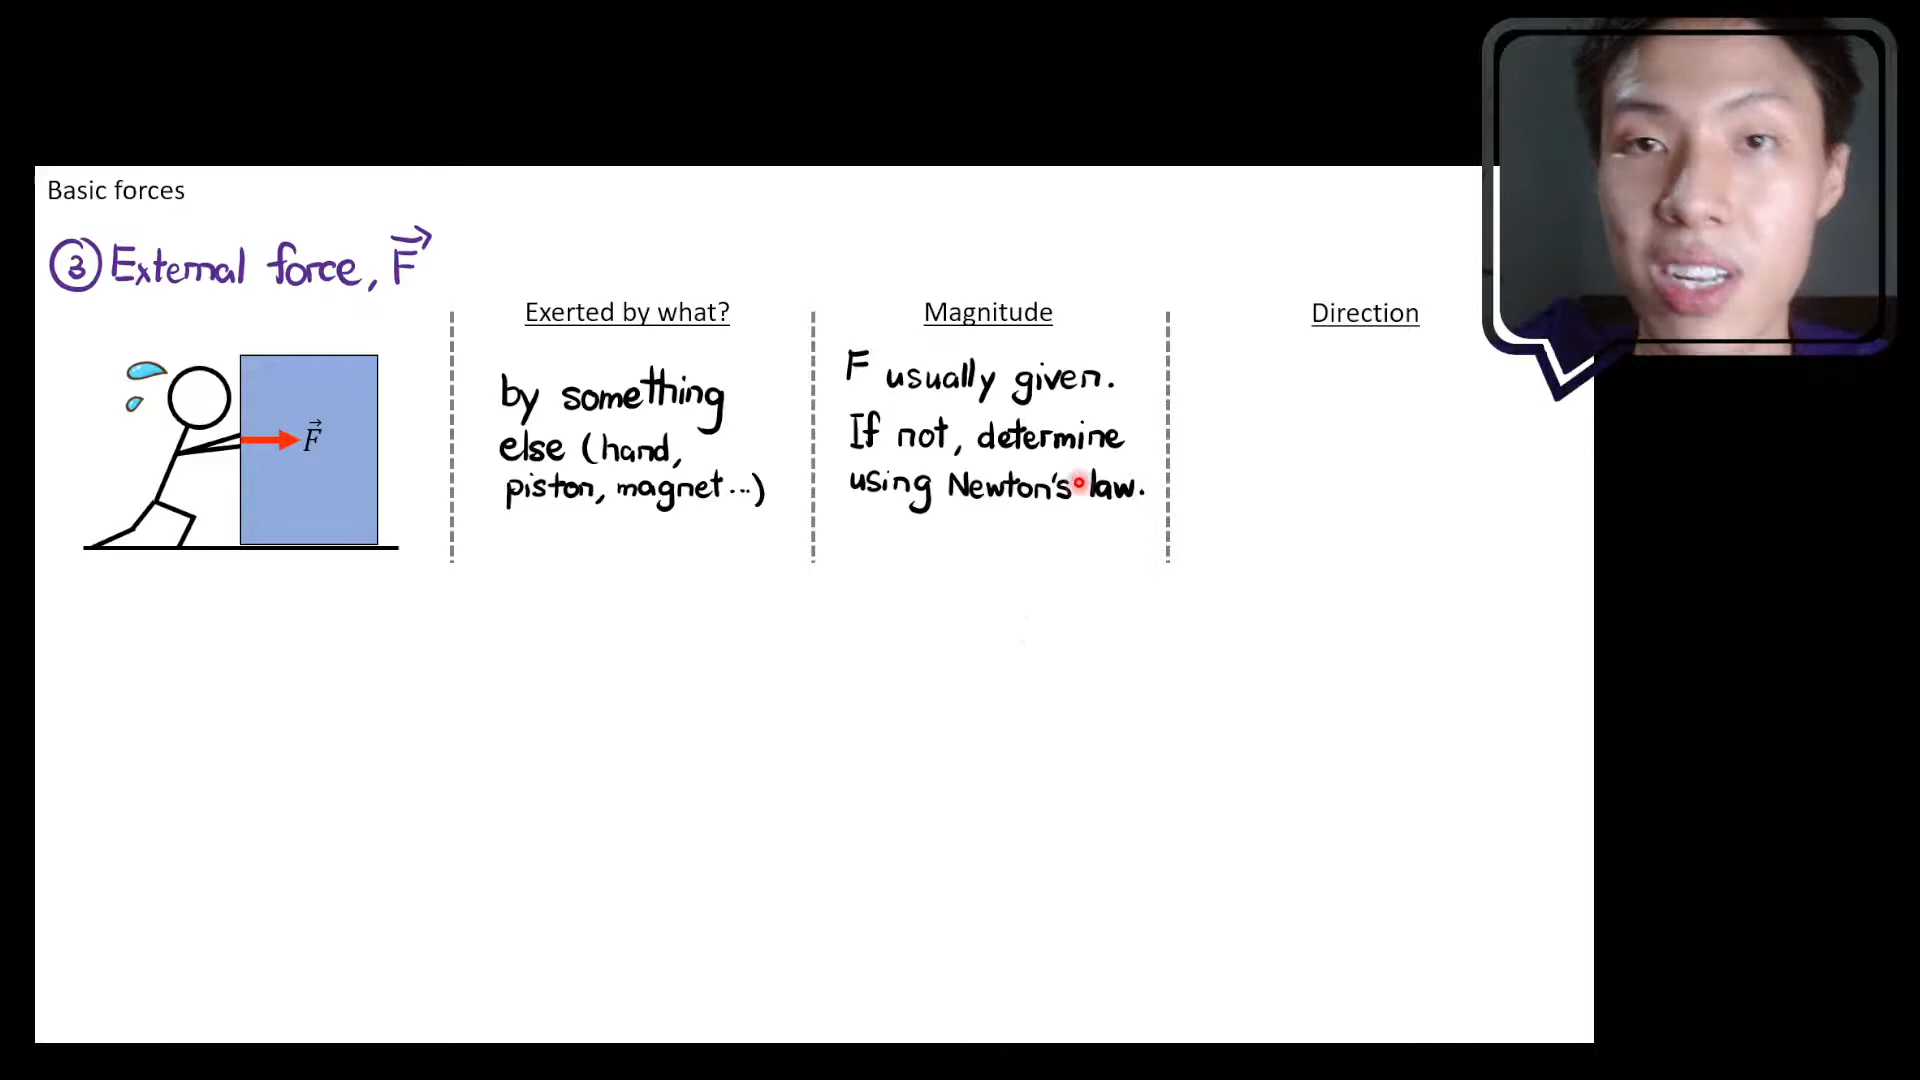 Basic forces
③ External force, F⃗
Exerted by what?
by something
else (hand,
piston, magnet...)
Magnitude
F usually given.
If not, determine
using Newton's law.
Direction
F⃗